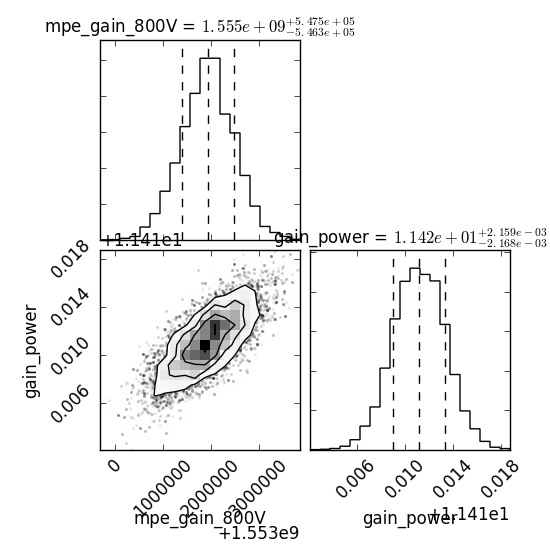 mpe_gain_800V = 1.555e + 09 +5.475e+05 −5.463e+05
+1.141e1
gain_power = 1.142e + 01 +2.159e−03 −2.168e−03
0.018
0.014
0.010
0.006
gain_power
0 1000000 2000000 3000000
mpe_gain_800V
+1.553e9
0.006 0.010 0.014 0.018
gain_power
+1.141e1